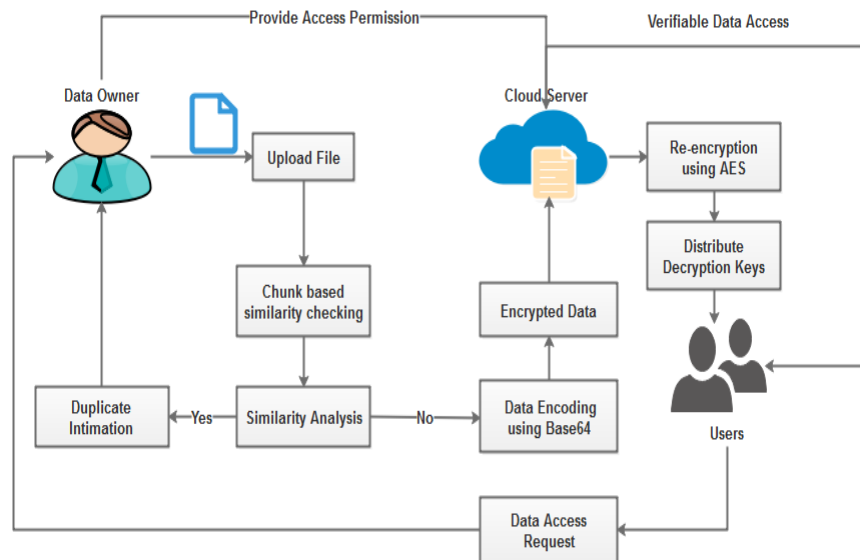 Provide Access Permission
Verifiable Data Access
Data Owner
Cloud Server
Upload File
Re-encryption
using AES
Distribute
Decryption Keys
Chunk based
similarity checking
Encrypted Data
Duplicate
Intimation
Yes
Similarity Analysis
No
Data Encoding
using Base64
Users
Data Access
Request